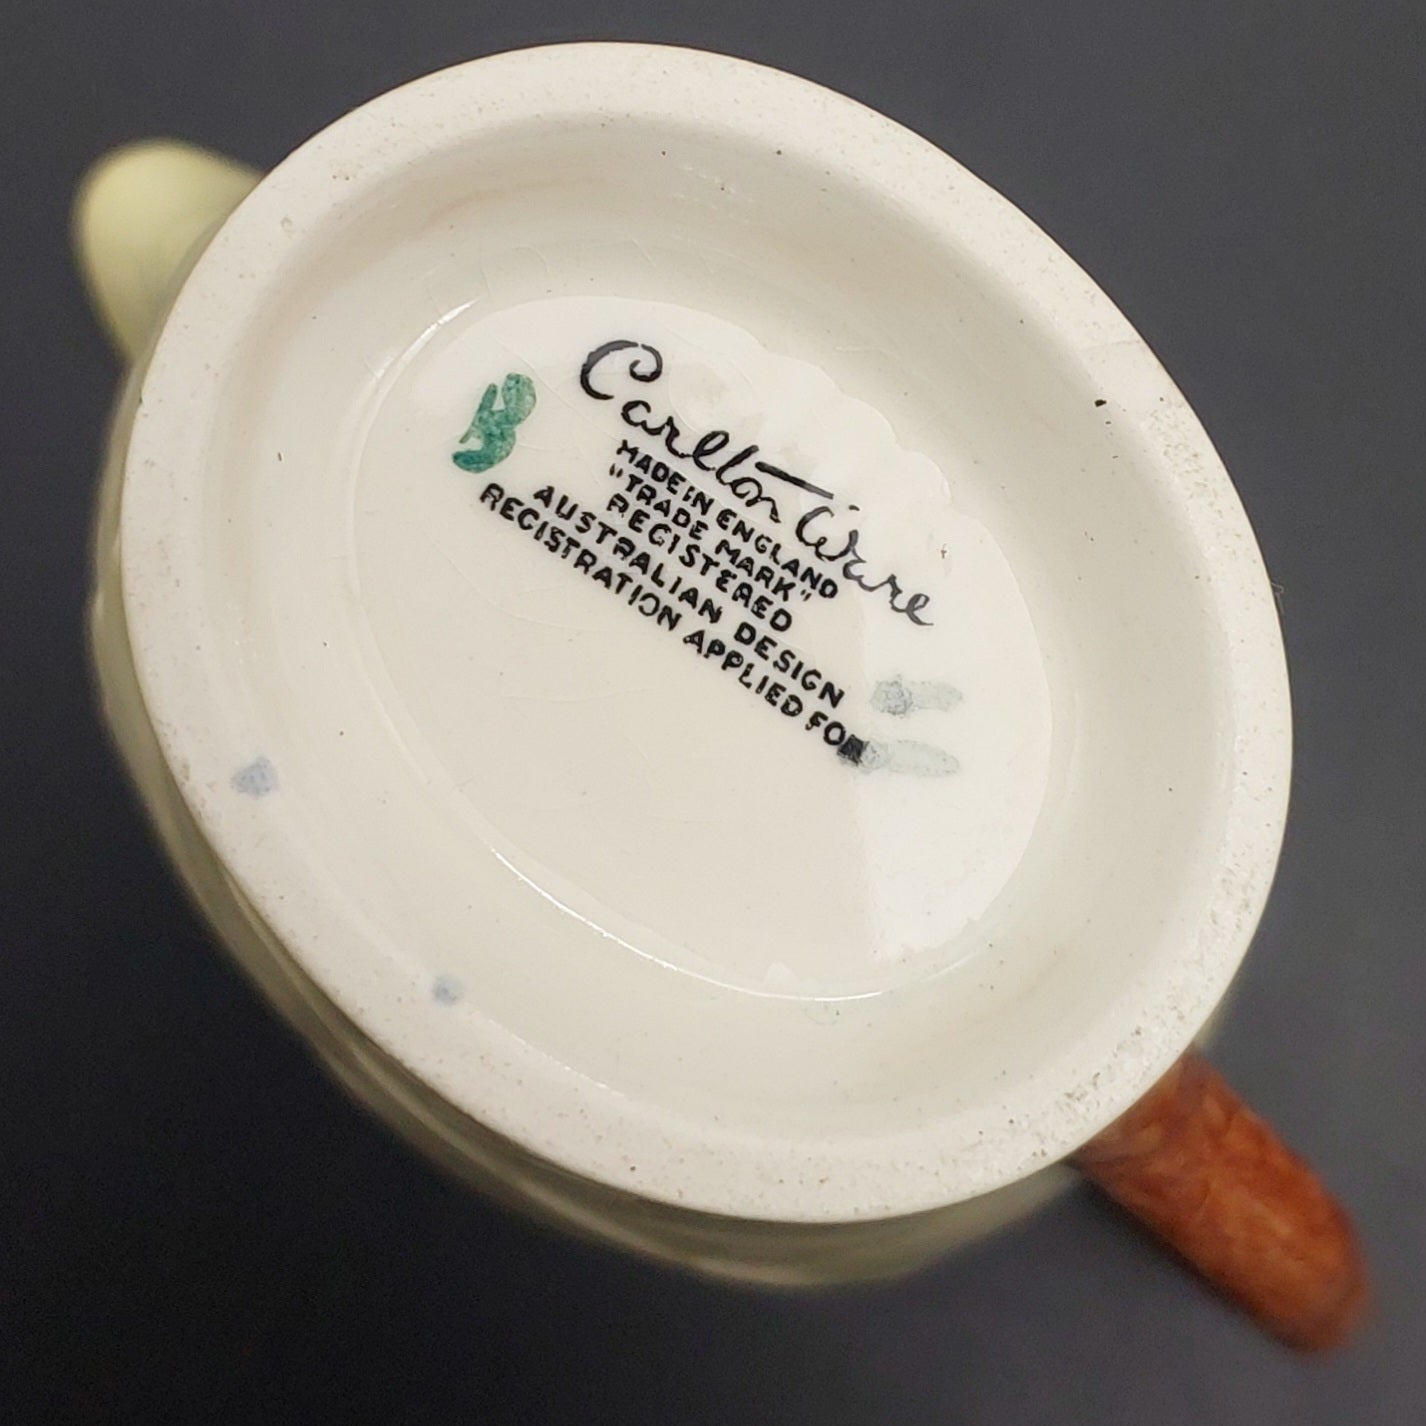 Carlton Ware
MADE IN ENGLAND
"TRADE MARK"
REGISTERED
AUSTRALIAN DESIGN
REGISTRATION APPLIED FOR